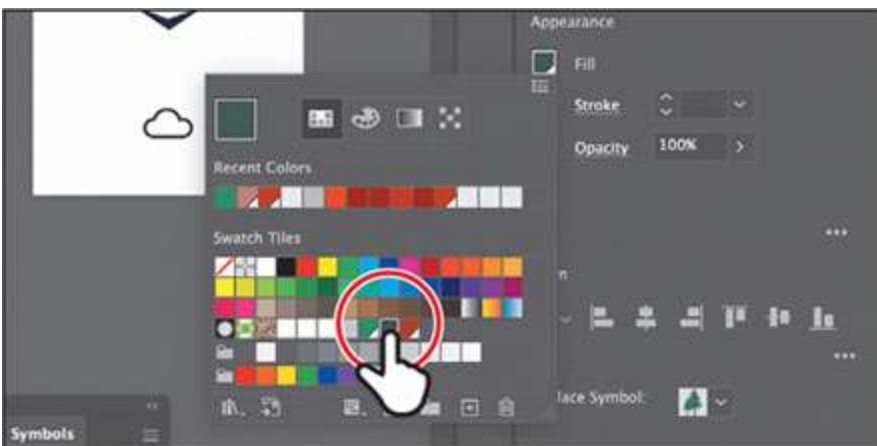 Appearance
Fill
Stroke
Opacity 100%
Recent Colors
Swatch Tiles
lace Symbol:
Symbols